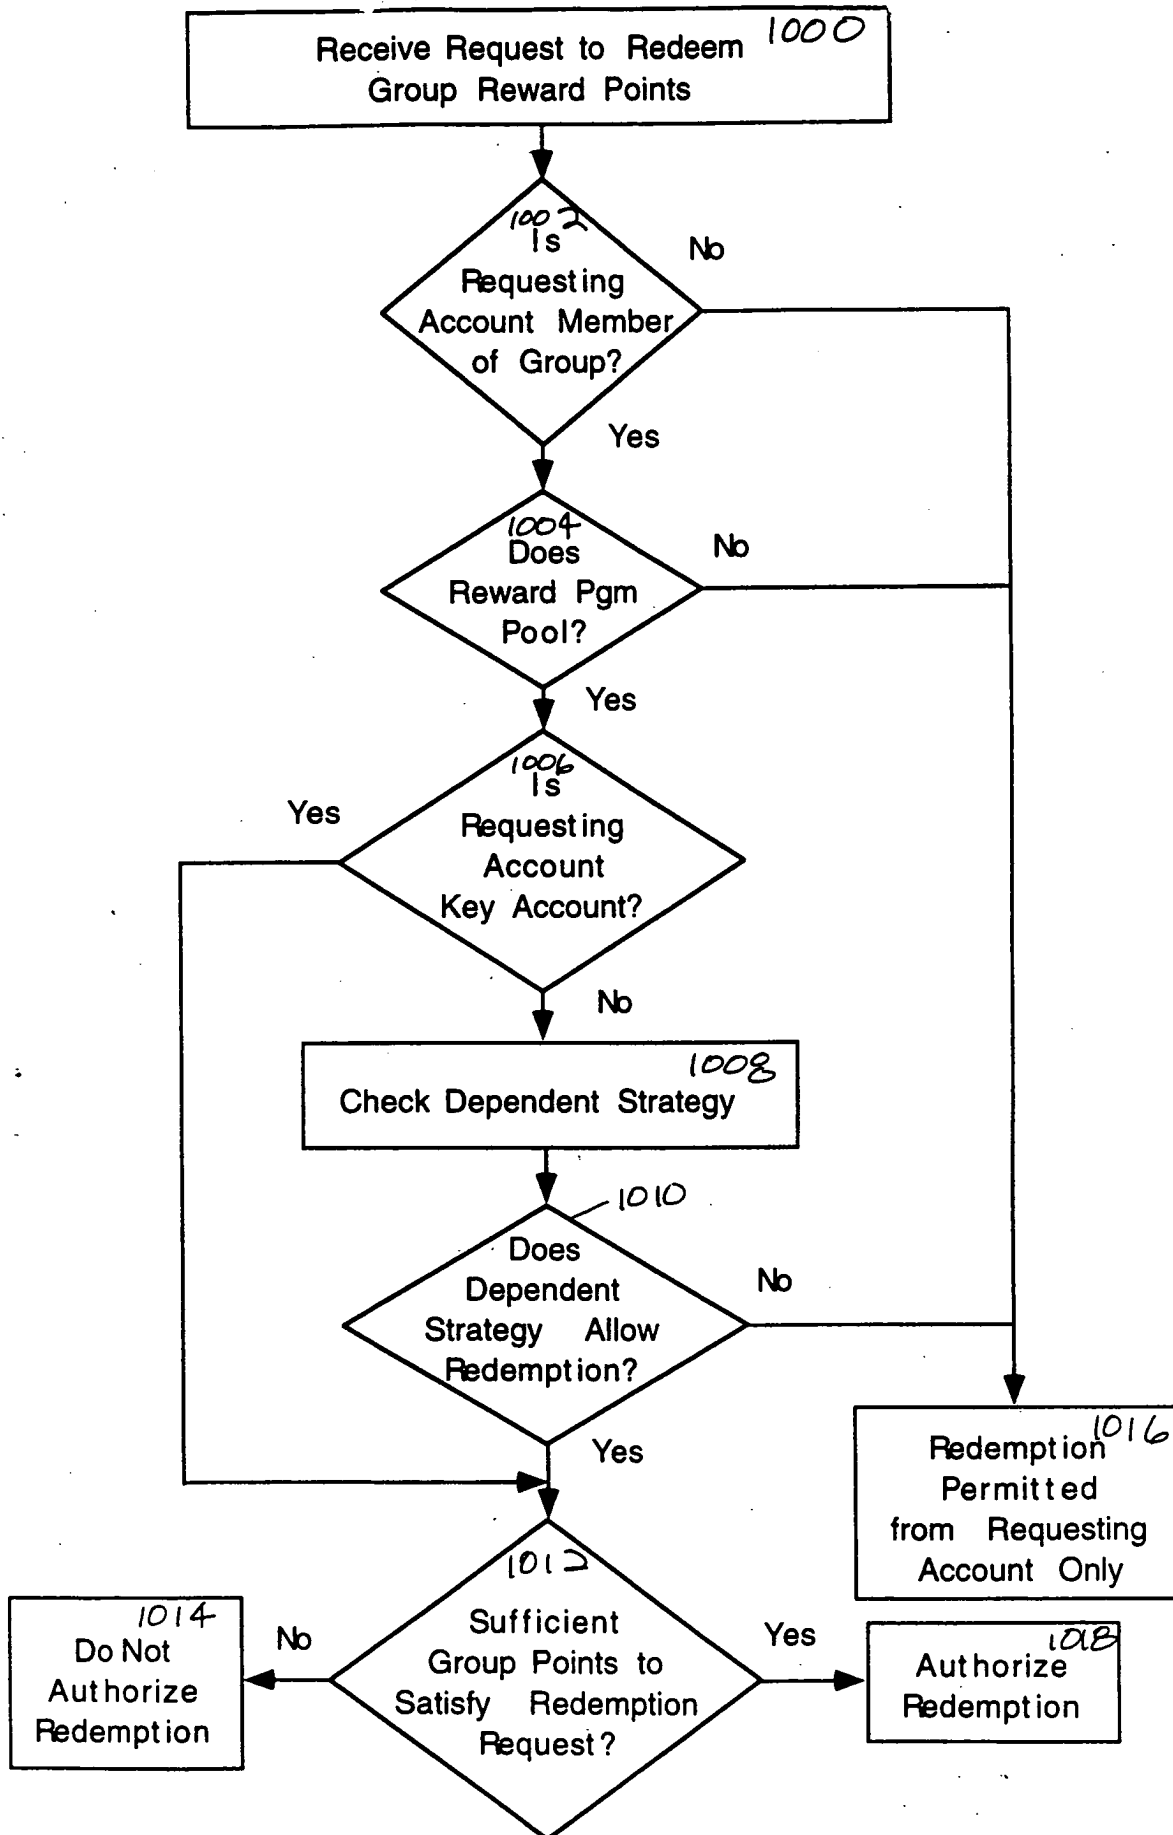 1000
Receive Request to Redeem
Group Reward Points
1002
Is
Requesting
Account Member
of Group?
No
Yes
1004
Does
Reward Pgm
Pool?
No
Yes
1006
Is
Requesting
Account
Key Account?
Yes
No
1008
Check Dependent Strategy
1010
Does
Dependent
Strategy Allow
Redemption?
No
Yes
1016
Redemption
Permitted
from Requesting
Account Only
1012
Sufficient
Group Points to
Satisfy Redemption
Request?
No
Yes
1014
Do Not
Authorize
Redemption
1018
Authorize
Redemption